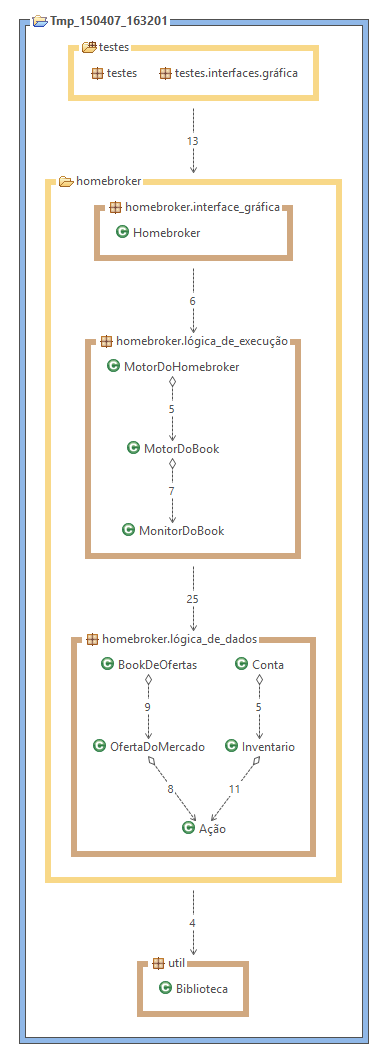 Tmp_150407_163201
testes
testes testes.interfaces.gráfica
13
homebroker
homebroker.interface_gráfica
Homebroker
6
homebroker.lógica_de_execução
MotorDoHomebroker
5
MotorDoBook
7
MonitorDoBook
25
homebroker.lógica_de_dados
BookDeOfertas Conta
9 5
OfertaDoMercado Inventario
8 11
Ação
4
util
Biblioteca